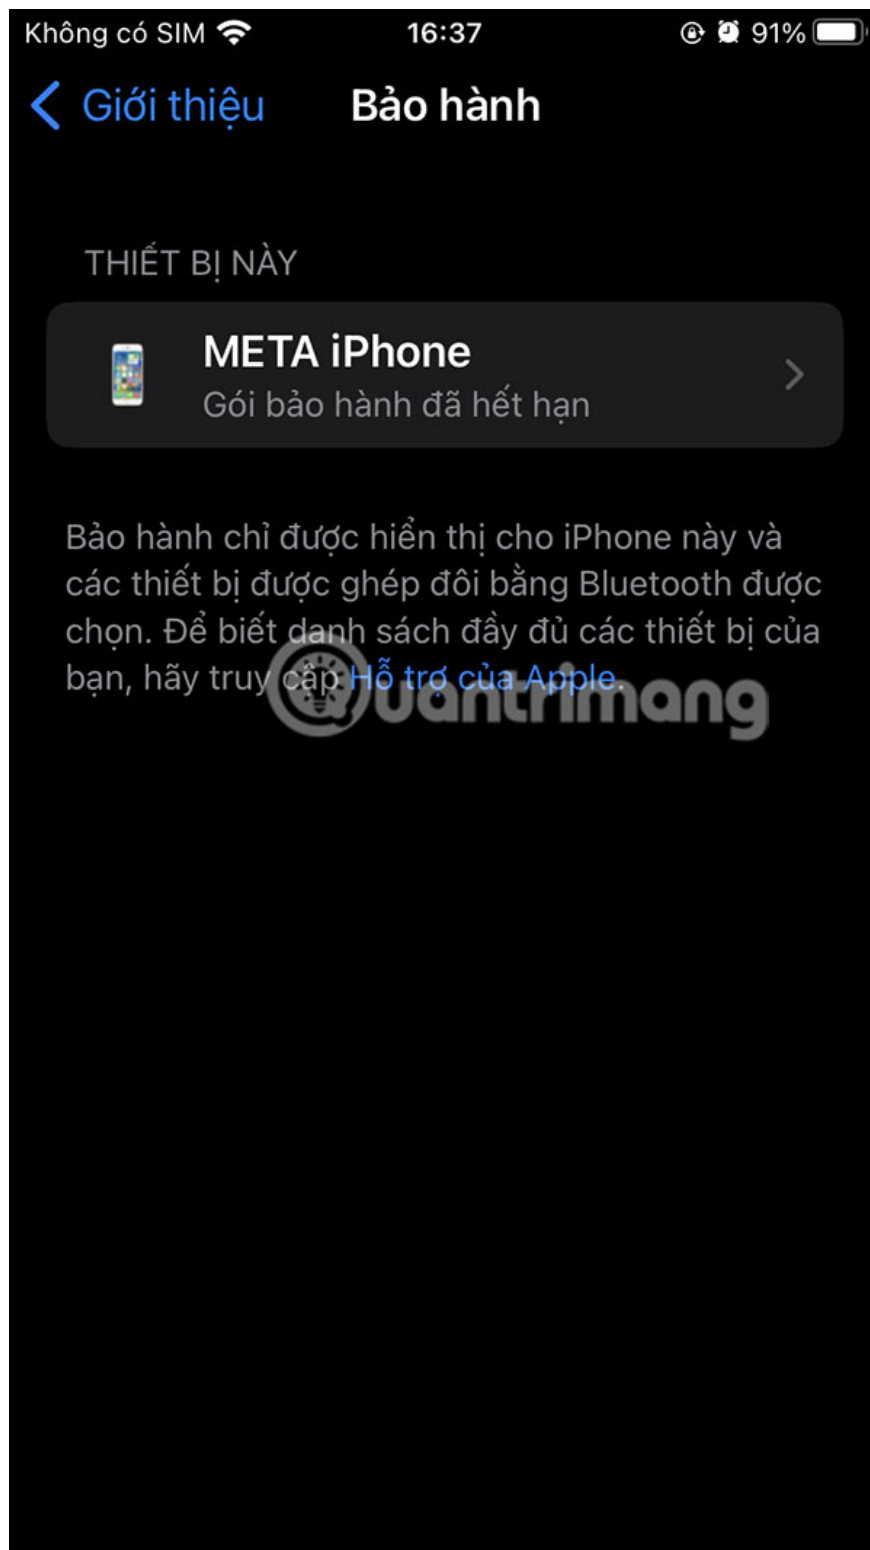 Không có SIM 16:37 91%
Giới thiệu Bảo hành
THIẾT BỊ NÀY
META iPhone
Gói bảo hành đã hết hạn
Bảo hành chỉ được hiển thị cho iPhone này và
các thiết bị được ghép đôi bằng Bluetooth được
chọn. Để biết danh sách đầy đủ các thiết bị của
bạn, hãy truy cập Hỗ trợ của Apple.
Quantrimang